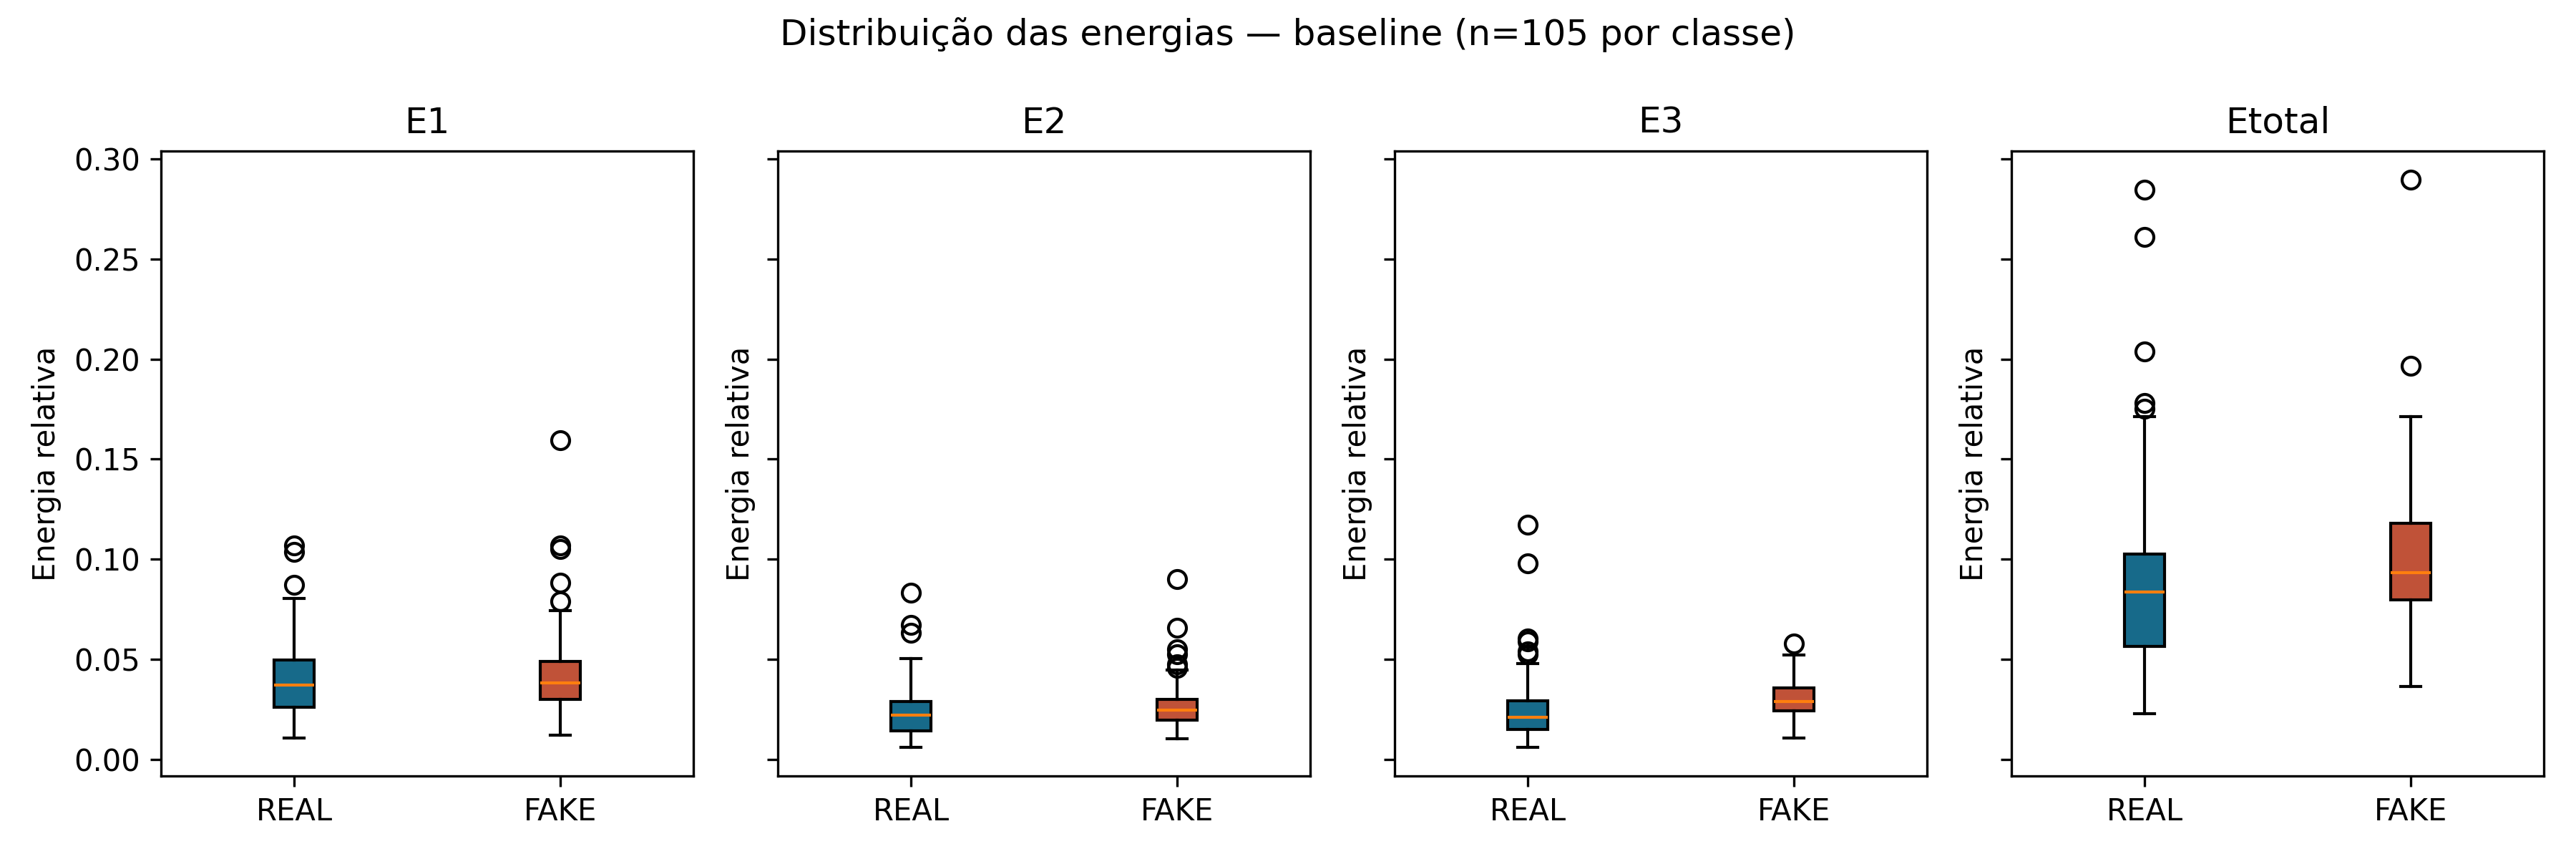 Distribuição das energias — baseline (n=105 por classe)
E1
E2
E3
Etotal
Energia relativa
0.30
0.25
0.20
0.15
0.10
0.05
0.00
REAL
FAKE
Energia relativa
REAL
FAKE
Energia relativa
REAL
FAKE
Energia relativa
REAL
FAKE